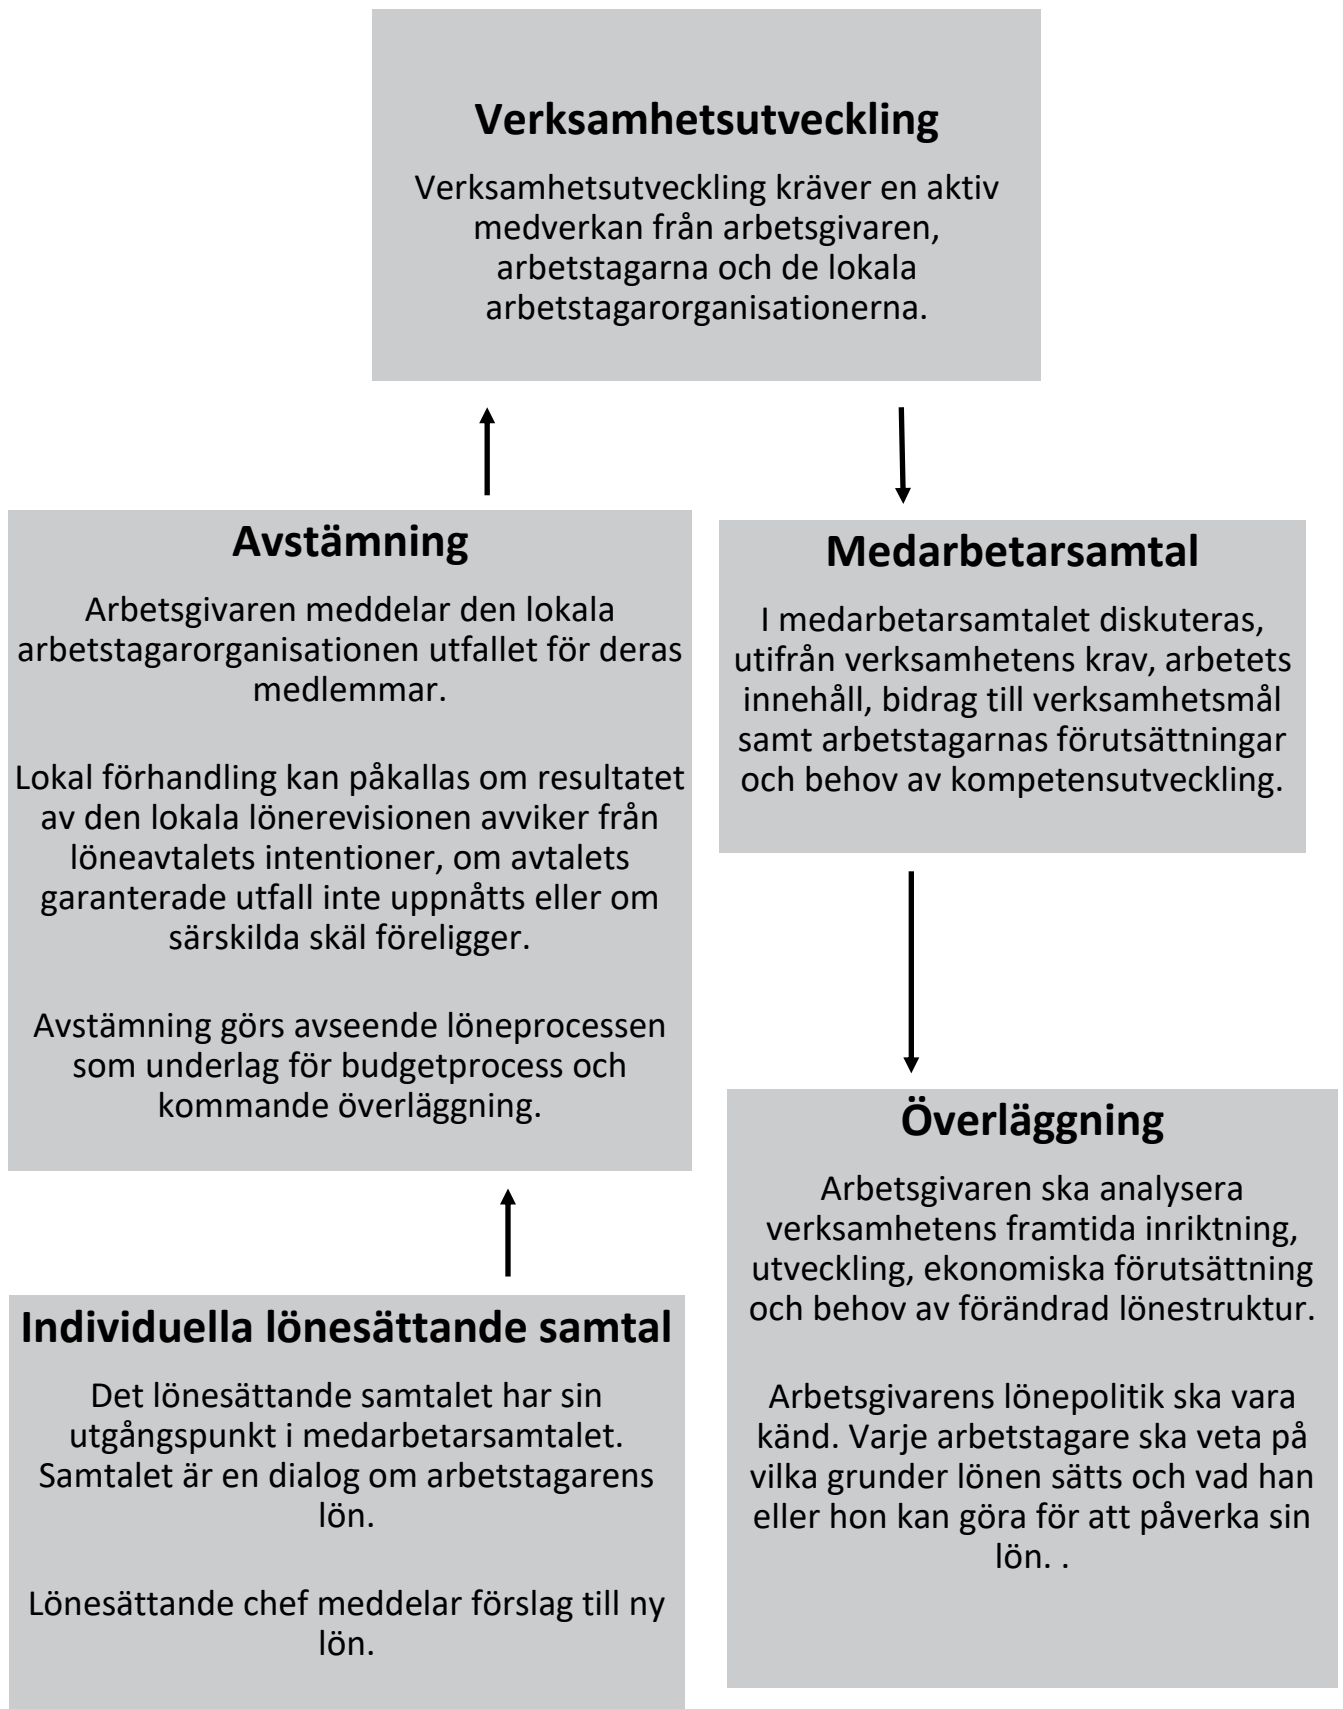 Verksamhetsutveckling
Verksamhetsutveckling kräver en aktiv
medverkan från arbetsgivaren,
arbetstagarna och de lokala
arbetstagarorganisationerna.
Avstämning
Arbetsgivaren meddelar den lokala
arbetstagarorganisationen utfallet för deras
medlemmar.
Lokal förhandling kan påkallas om resultatet
av den lokala lönerevisionen avviker från
löneavtalets intentioner, om avtalets
garanterade utfall inte uppnåtts eller om
särskilda skäl föreligger.
Avstämning görs avseende löneprocessen
som underlag för budgetprocess och
kommande överläggning.
Medarbetarsamtal
I medarbetarsamtalet diskuteras,
utifrån verksamhetens krav, arbetets
innehåll, bidrag till verksamhetsmål
samt arbetstagarnas förutsättningar
och behov av kompetensutveckling.
Överläggning
Arbetsgivaren ska analysera
verksamhetens framtida inriktning,
utveckling, ekonomiska förutsättning
och behov av förändrad lönestruktur.
Arbetsgivarens lönepolitik ska vara
känd. Varje arbetstagare ska veta på
vilka grunder lönen sätts och vad han
eller hon kan göra för att påverka sin
lön. .
Individuella lönesättande samtal
Det lönesättande samtalet har sin
utgångspunkt i medarbetarsamtalet.
Samtalet är en dialog om arbetstagarens
lön.
Lönesättande chef meddelar förslag till ny
lön.